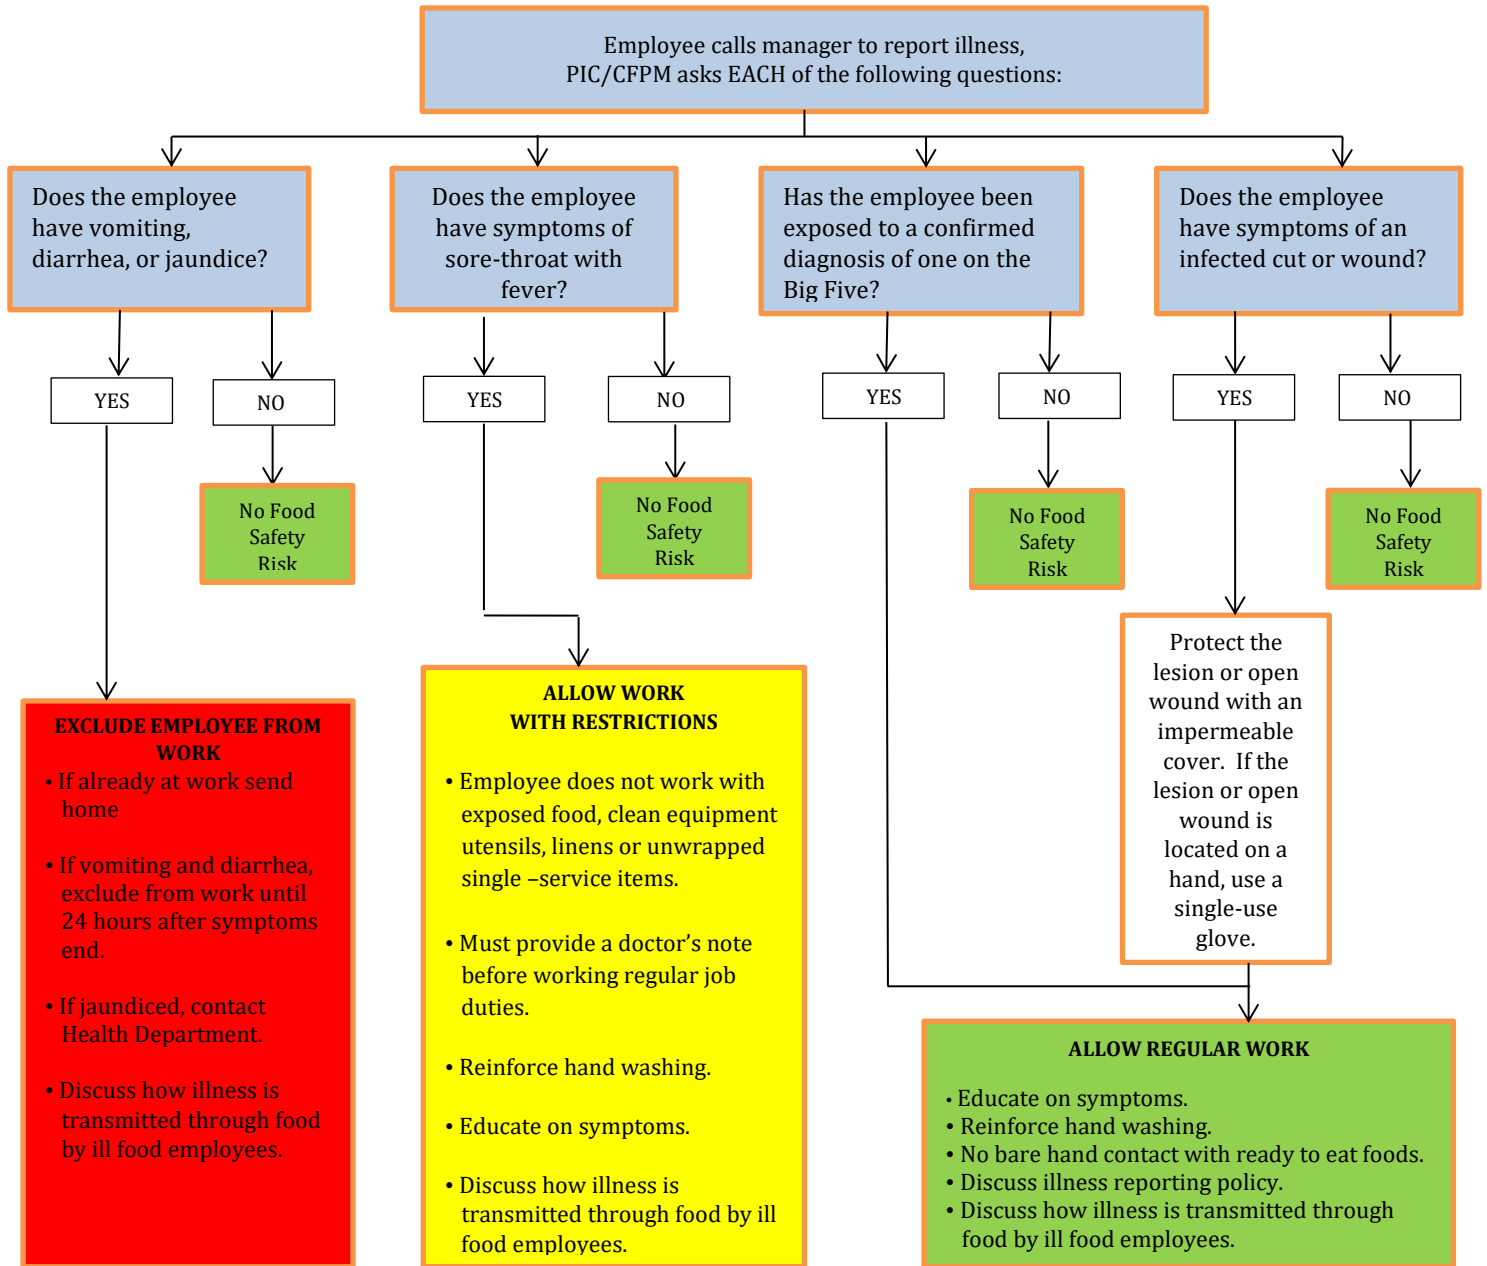 Employee calls manager to report illness,
PIC/CFPM asks EACH of the following questions:
Does the employee
have vomiting,
diarrhea, or jaundice?
Does the employee
have symptoms of
sore-throat with
fever?
Has the employee been
exposed to a confirmed
diagnosis of one on the
Big Five?
Does the employee
have symptoms of an
infected cut or wound?
YES
NO
YES
NO
YES
NO
YES
NO
No Food
Safety
Risk
No Food
Safety
Risk
No Food
Safety
Risk
No Food
Safety
Risk
Protect the
lesion or open
wound with an
impermeable
cover.  If the
lesion or open
wound is
located on a
hand, use a
single-use
glove.
EXCLUDE EMPLOYEE FROM
WORK
• If already at work send
home
• If vomiting and diarrhea,
exclude from work until
24 hours after symptoms
end.
• If jaundiced, contact
Health Department.
• Discuss how illness is
transmitted through food
by ill food employees.
ALLOW WORK
WITH RESTRICTIONS
• Employee does not work with
exposed food, clean equipment
utensils, linens or unwrapped
single –service items.
• Must provide a doctor’s note
before working regular job
duties.
• Reinforce hand washing.
• Educate on symptoms.
• Discuss how illness is
transmitted through food by ill
food employees.
ALLOW REGULAR WORK
• Educate on symptoms.
• Reinforce hand washing.
• No bare hand contact with ready to eat foods.
• Discuss illness reporting policy.
• Discuss how illness is transmitted through
food by ill food employees.